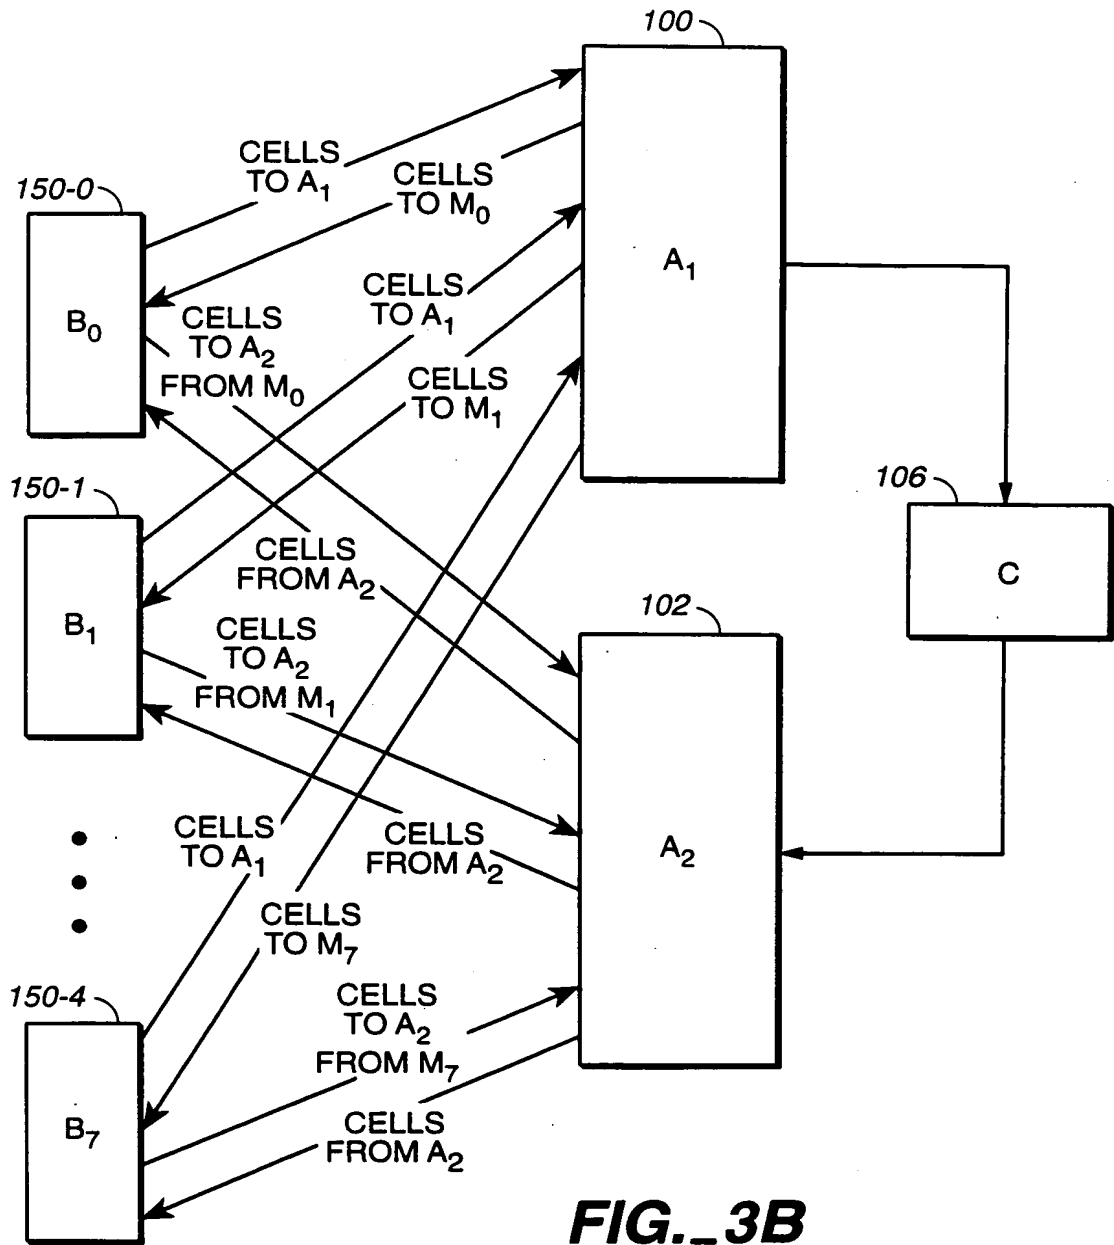 100
CELLS
TO A₁
CELLS
TO M₀
150-0
B₀
A₁
CELLS
TO A₂
FROM M₀
CELLS
TO A₁
CELLS
TO M₁
150-1
B₁
106
C
CELLS
FROM A₂
102
CELLS
TO A₂
FROM M₁
A₂
CELLS
TO A₁
CELLS
FROM A₂
CELLS
TO M₇
150-4
B₇
CELLS
TO A₂
FROM M₇
CELLS
FROM A₂
FIG._3B